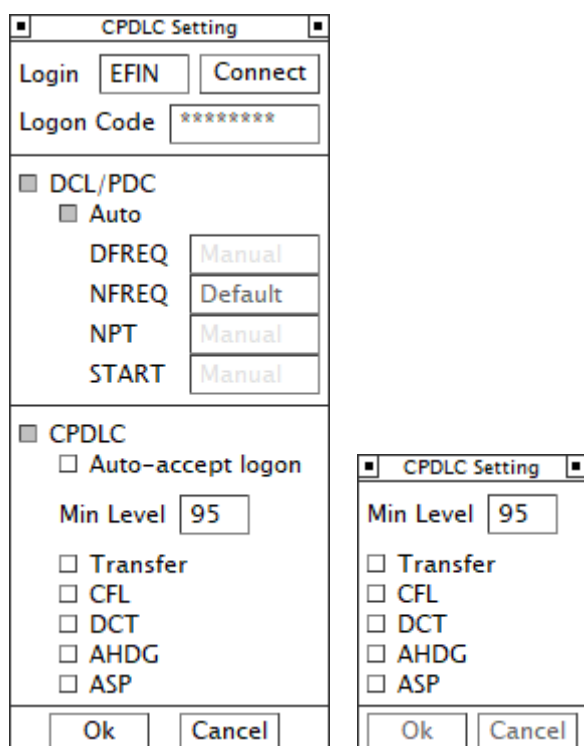 CPDLC Setting
Login EFIN Connect
Logon Code ********
DCL/PDC
Auto
DFREQ Manual
NFREQ Default
NPT Manual
START Manual
CPDLC
Auto-accept logon
Min Level 95
Transfer
CFL
DCT
AHDG
ASP
Ok Cancel
CPDLC Setting
Min Level 95
Transfer
CFL
DCT
AHDG
ASP
Ok Cancel